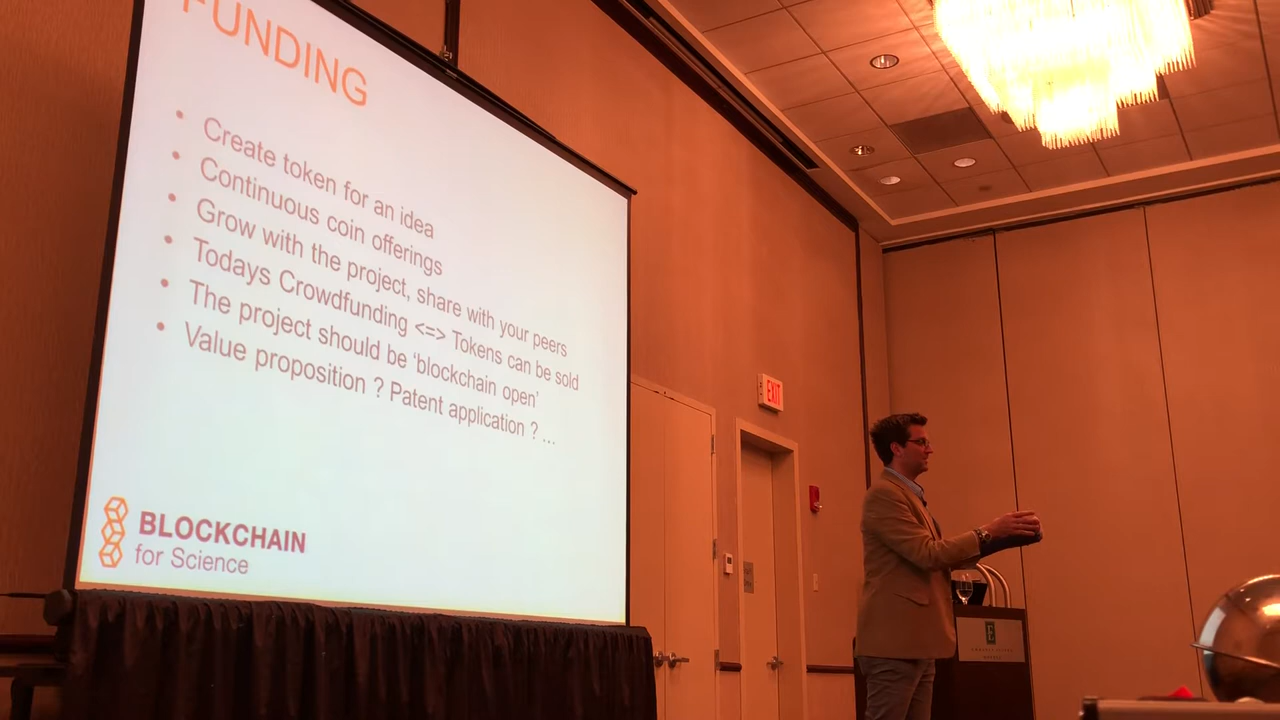 FUNDING
• Create token for an idea
• Continuous coin offerings
• Grow with the project, share with your peers
• Todays Crowdfunding <=> Tokens can be sold
• The project should be ‘blockchain open’
• Value proposition ? Patent application ? ...
BLOCKCHAIN
for Science
EXIT
E